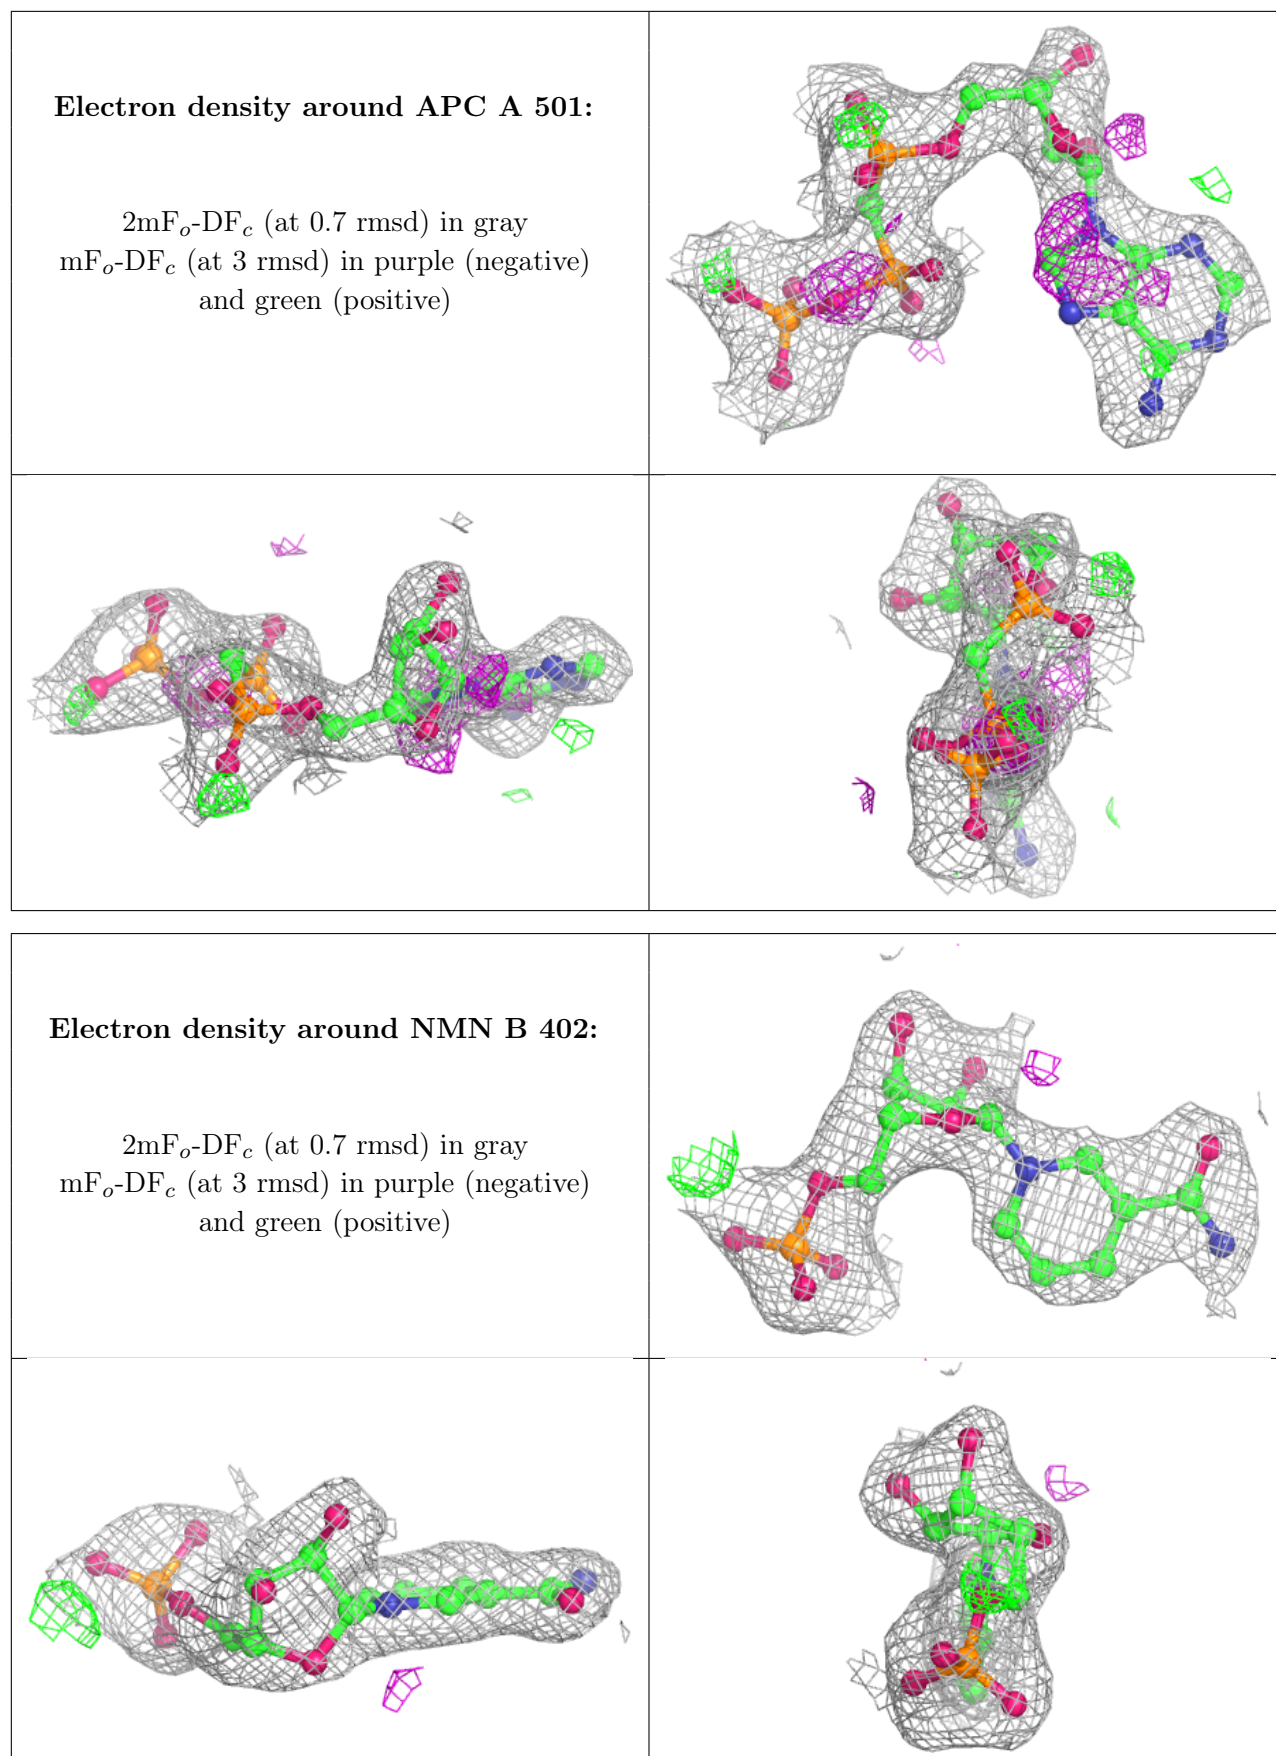 Electron density around APC A 501:
2mFo-DFc (at 0.7 rmsd) in gray
mFo-DFc (at 3 rmsd) in purple (negative)
and green (positive)
Electron density around NMN B 402:
2mFo-DFc (at 0.7 rmsd) in gray
mFo-DFc (at 3 rmsd) in purple (negative)
and green (positive)